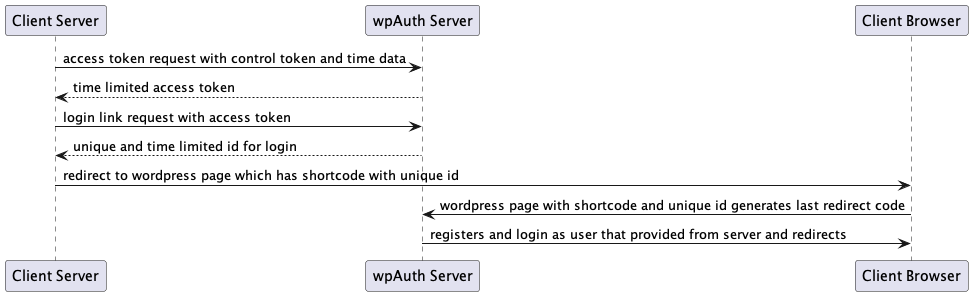 Client Server
wpAuth Server
Client Browser
access token request with control token and time data
time limited access token
login link request with access token
unique and time limited id for login
redirect to wordpress page which has shortcode with unique id
wordpress page with shortcode and unique id generates last redirect code
registers and login as user that provided from server and redirects
Client Server
wpAuth Server
Client Browser